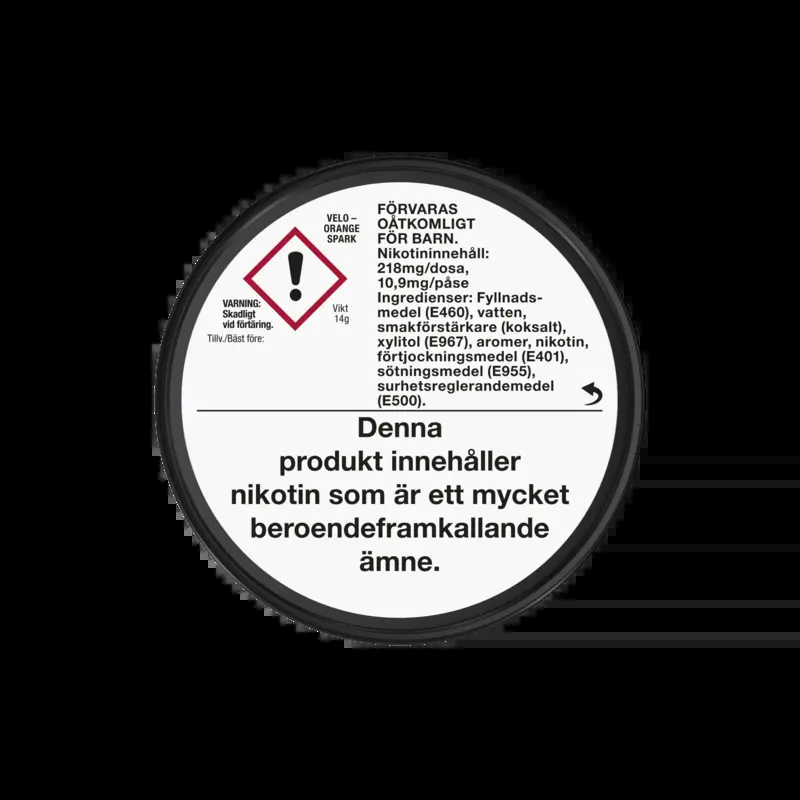 VELO –
ORANGE
SPARK
VARNING:
Skadligt
vid förtäring.
Vikt
14g
Tillv./Bäst före:
FÖRVARAS
OÅTKOMLIGT
FÖR BARN.
Nikotininnehåll:
218mg/dosa,
10,9mg/påse
Ingredienser: Fyllnads-
medel (E460), vatten,
smakförstärkare (koksalt),
xylitol (E967), aromer, nikotin,
förtjockningsmedel (E401),
sötningsmedel (E955),
surhetsreglerandemedel
(E500).
Denna
produkt innehåller
nikotin som är ett mycket
beroendeframkallande
ämne.